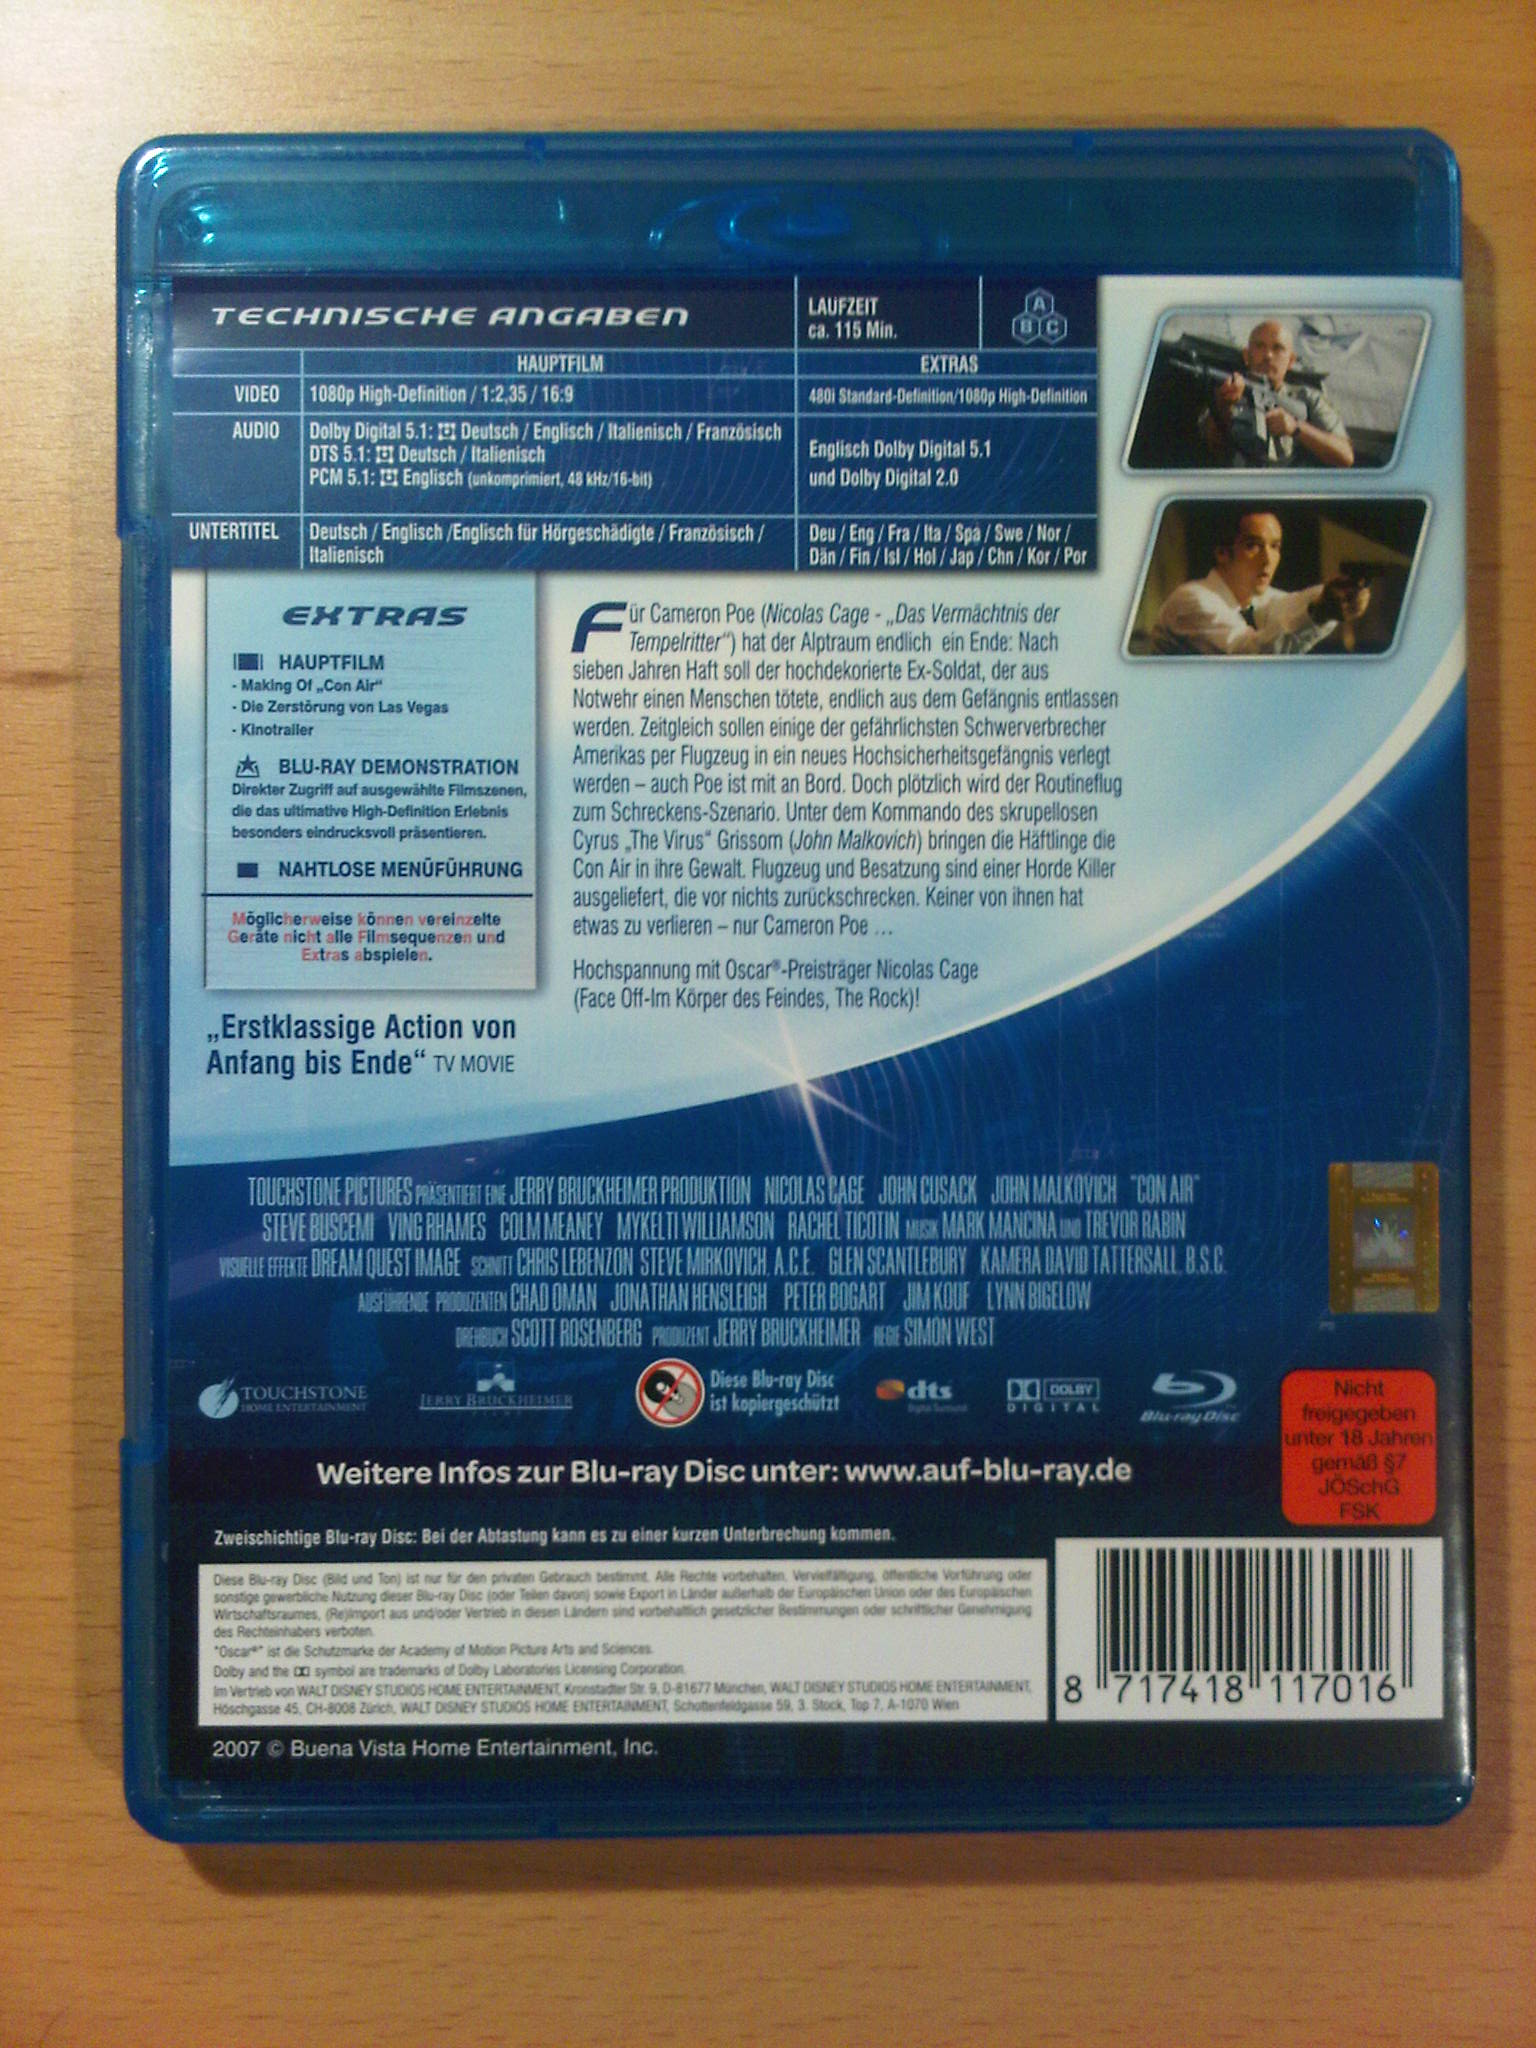 TECHNISCHE ANGABEN
LAUFZEIT
ca. 115 Min.
A
B C
HAUPTFILM
EXTRAS
VIDEO
1080p High-Definition / 1:2,35 / 16:9
480i Standard-Definition/1080p High-Definition
AUDIO
Dolby Digital 5.1: Deutsch / Englisch / Italienisch / Französisch
DTS 5.1: Deutsch / Italienisch
PCM 5.1: Englisch (unkomprimiert, 48 kHz/16-bit)
Englisch Dolby Digital 5.1
und Dolby Digital 2.0
UNTERTITEL
Deutsch / Englisch /Englisch für Hörgeschädigte / Französisch /
Italienisch
Deu / Eng / Fra / Ita / Spa / Swe / Nor /
Dän / Fin / Isl / Hol / Jap / Chn / Kor / Por
EXTRAS
HAUPTFILM
- Making Of „Con Air“
- Die Zerstörung von Las Vegas
- Kinotrailer
BLU-RAY DEMONSTRATION
Direkter Zugriff auf ausgewählte Filmszenen,
die das ultimative High-Definition Erlebnis
besonders eindrucksvoll präsentieren.
NAHTLOSE MENÜFÜHRUNG
Möglicherweise können vereinzelte
Geräte nicht alle Filmsequenzen und
Extras abspielen.
„Erstklassige Action von
Anfang bis Ende“ TV MOVIE
Für Cameron Poe (Nicolas Cage - „Das Vermächtnis der
Tempelritter“) hat der Alptraum endlich ein Ende: Nach
sieben Jahren Haft soll der hochdekorierte Ex-Soldat, der aus
Notwehr einen Menschen tötete, endlich aus dem Gefängnis entlassen
werden. Zeitgleich sollen einige der gefährlichsten Schwerverbrecher
Amerikas per Flugzeug in ein neues Hochsicherheitsgefängnis verlegt
werden – auch Poe ist mit an Bord. Doch plötzlich wird der Routineflug
zum Schreckens-Szenario. Unter dem Kommando des skrupellosen
Cyrus „The Virus“ Grissom (John Malkovich) bringen die Häftlinge die
Con Air in ihre Gewalt. Flugzeug und Besatzung sind einer Horde Killer
ausgeliefert, die vor nichts zurückschrecken. Keiner von ihnen hat
etwas zu verlieren – nur Cameron Poe ...
Hochspannung mit Oscar®-Preisträger Nicolas Cage
(Face Off-Im Körper des Feindes, The Rock)!
TOUCHSTONE PICTURES PRÄSENTIERT EINE JERRY BRUCKHEIMER PRODUKTION NICOLAS CAGE JOHN CUSACK JOHN MALKOVICH "CON AIR"
STEVE BUSCEMI VING RHAMES COLM MEANEY MYKELTI WILLIAMSON RACHEL TICOTIN MUSIK MARK MANCINA UND TREVOR RABIN
VISUELLE EFFEKTE DREAM QUEST IMAGE SCHNITT CHRIS LEBENZON STEVE MIRKOVICH, A.C.E. GLEN SCANTLEBURY KAMERA DAVID TATTERSALL, B.S.C.
AUSFÜHRENDE PRODUZENTEN CHAD OMAN JONATHAN HENSLEIGH PETER BOGART JIM KOUF LYNN BIGELOW
DREHBUCH SCOTT ROSENBERG PRODUZENT JERRY BRUCKHEIMER REGIE SIMON WEST
TOUCHSTONE
HOME ENTERTAINMENT
JERRY BRUCKHEIMER
FILMS
Diese Blu-ray Disc
ist kopiergeschützt
dts
Digital Surround
DOLBY
DIGITAL
Blu-ray Disc
Nicht
freigegeben
unter 18 Jahren
gemäß §7
JÖSchG
FSK
Weitere Infos zur Blu-ray Disc unter: www.auf-blu-ray.de
Zweischichtige Blu-ray Disc: Bei der Abtastung kann es zu einer kurzen Unterbrechung kommen.
Diese Blu-ray Disc (Bild und Ton) ist nur für den privaten Gebrauch bestimmt. Alle Rechte vorbehalten. Vervielfältigung, öffentliche Vorführung oder
sonstige gewerbliche Nutzung dieser Blu-ray Disc (oder Teilen davon) sowie Export in Länder außerhalb der Europäischen Union oder des Europäischen
Wirtschaftsraumes, (Re)Import aus und/oder Vertrieb in diesen Ländern sind vorbehaltlich gesetzlicher Bestimmungen oder schriftlicher Genehmigung
des Rechteinhabers verboten.
"Oscar®" ist die Schutzmarke der Academy of Motion Picture Arts and Sciences.
Dolby and the symbol are trademarks of Dolby Laboratories Licensing Corporation.
Im Vertrieb von WALT DISNEY STUDIOS HOME ENTERTAINMENT, Kronstadter Str. 9, D-81677 München, WALT DISNEY STUDIOS HOME ENTERTAINMENT,
Höschgasse 45, CH-8008 Zürich, WALT DISNEY STUDIOS HOME ENTERTAINMENT, Schottenfeldgasse 59, 3. Stock, Top 7, A-1070 Wien
8 717418 117016
2007 © Buena Vista Home Entertainment, Inc.